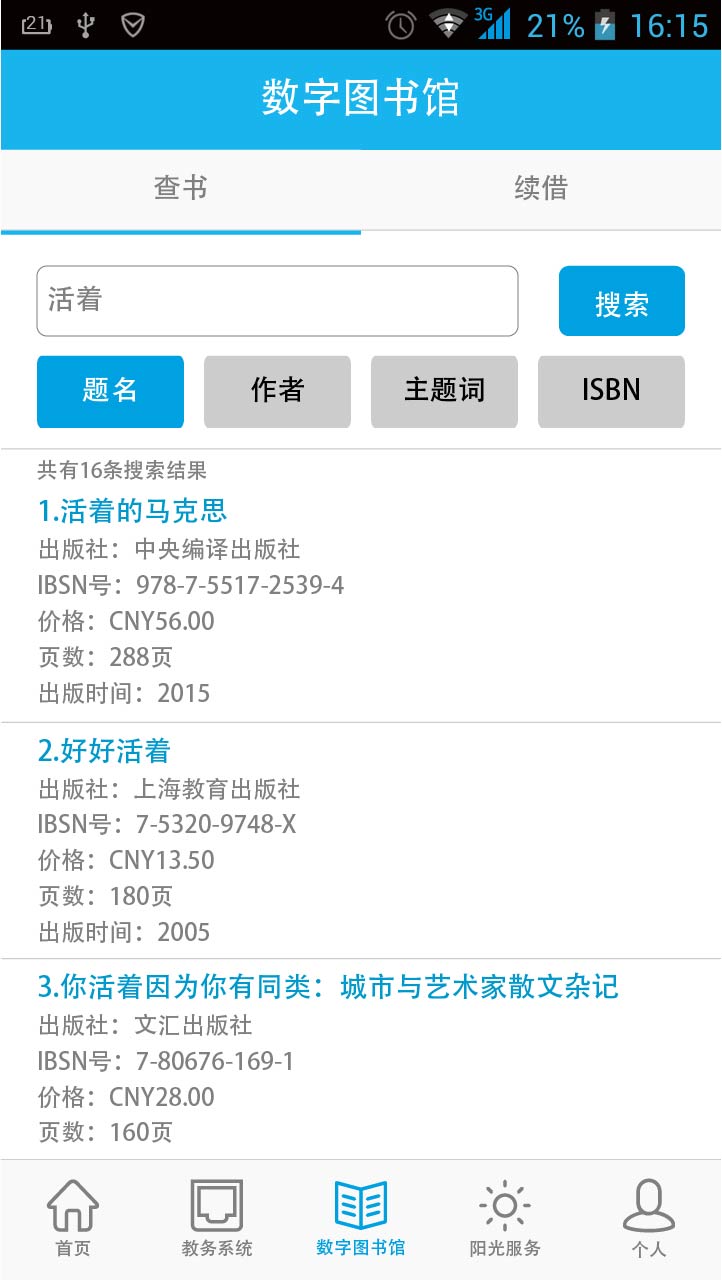 21 3G 21% 16:15
数字图书馆
查书 续借
活着 搜索
题名 作者 主题词 ISBN
共有16条搜索结果
1.活着的马克思
出版社：中央编译出版社
IBSN号：978-7-5517-2539-4
价格：CNY56.00
页数：288页
出版时间：2015
2.好好活着
出版社：上海教育出版社
IBSN号：7-5320-9748-X
价格：CNY13.50
页数：180页
出版时间：2005
3.你活着因为你有同类：城市与艺术家散文杂记
出版社：文汇出版社
IBSN号：7-80676-169-1
价格：CNY28.00
页数：160页
首页 教务系统 数字图书馆 阳光服务 个人